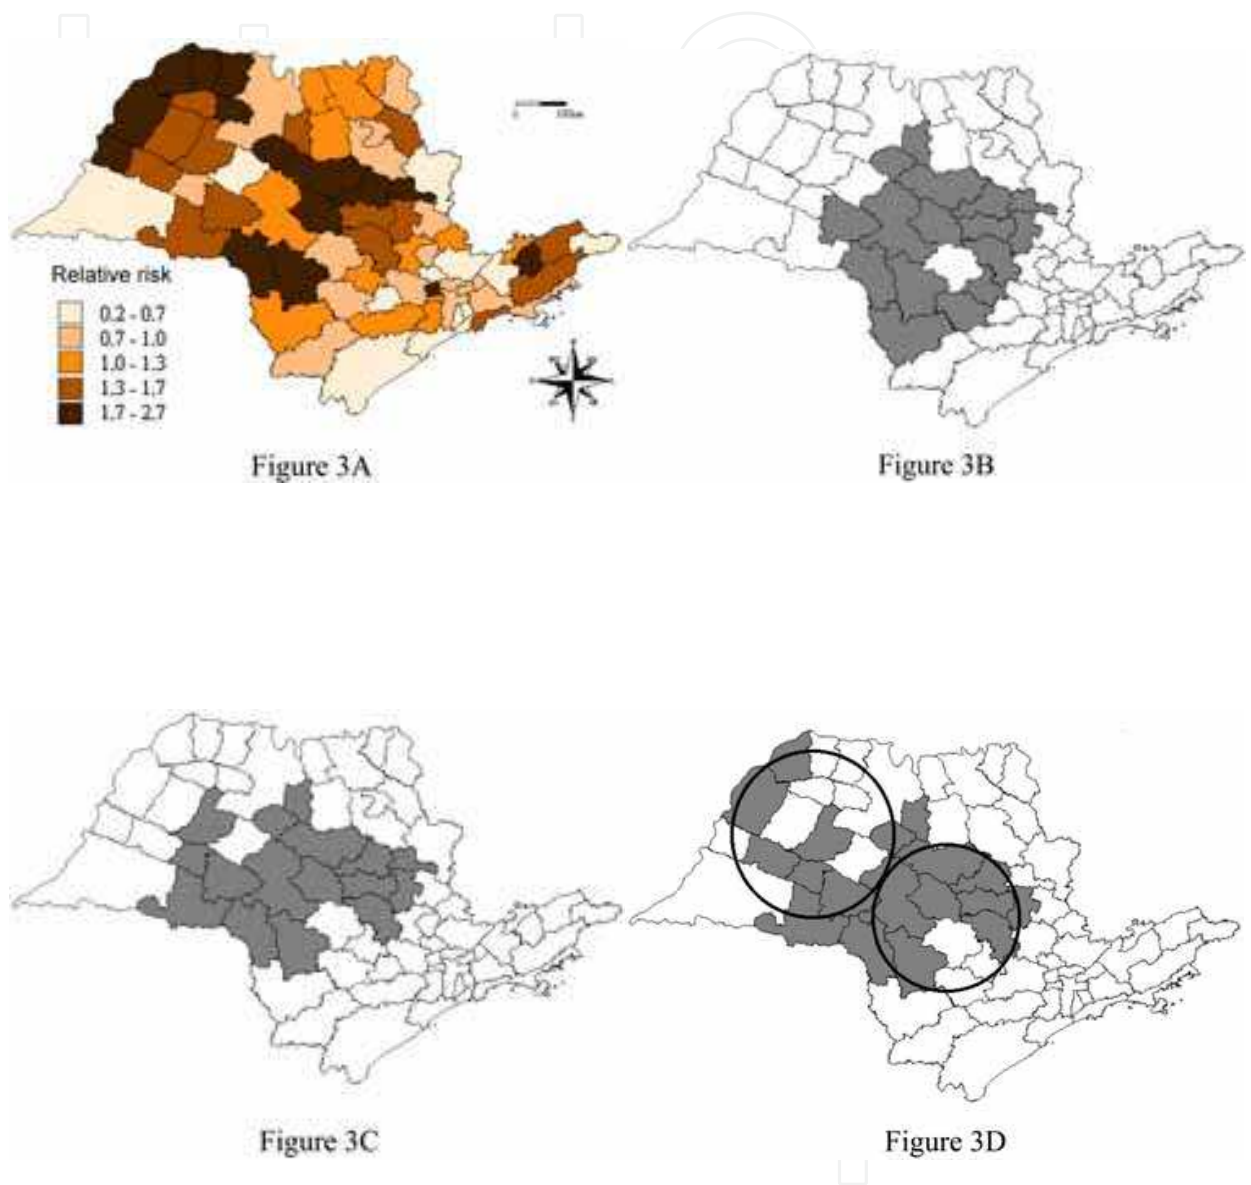 Relative risk
0.2 - 0.7
0.7 - 1.0
1.0 - 1.3
1.3 - 1.7
1.7 - 2.7
Figure 3A
Figure 3B
Figure 3C
Figure 3D